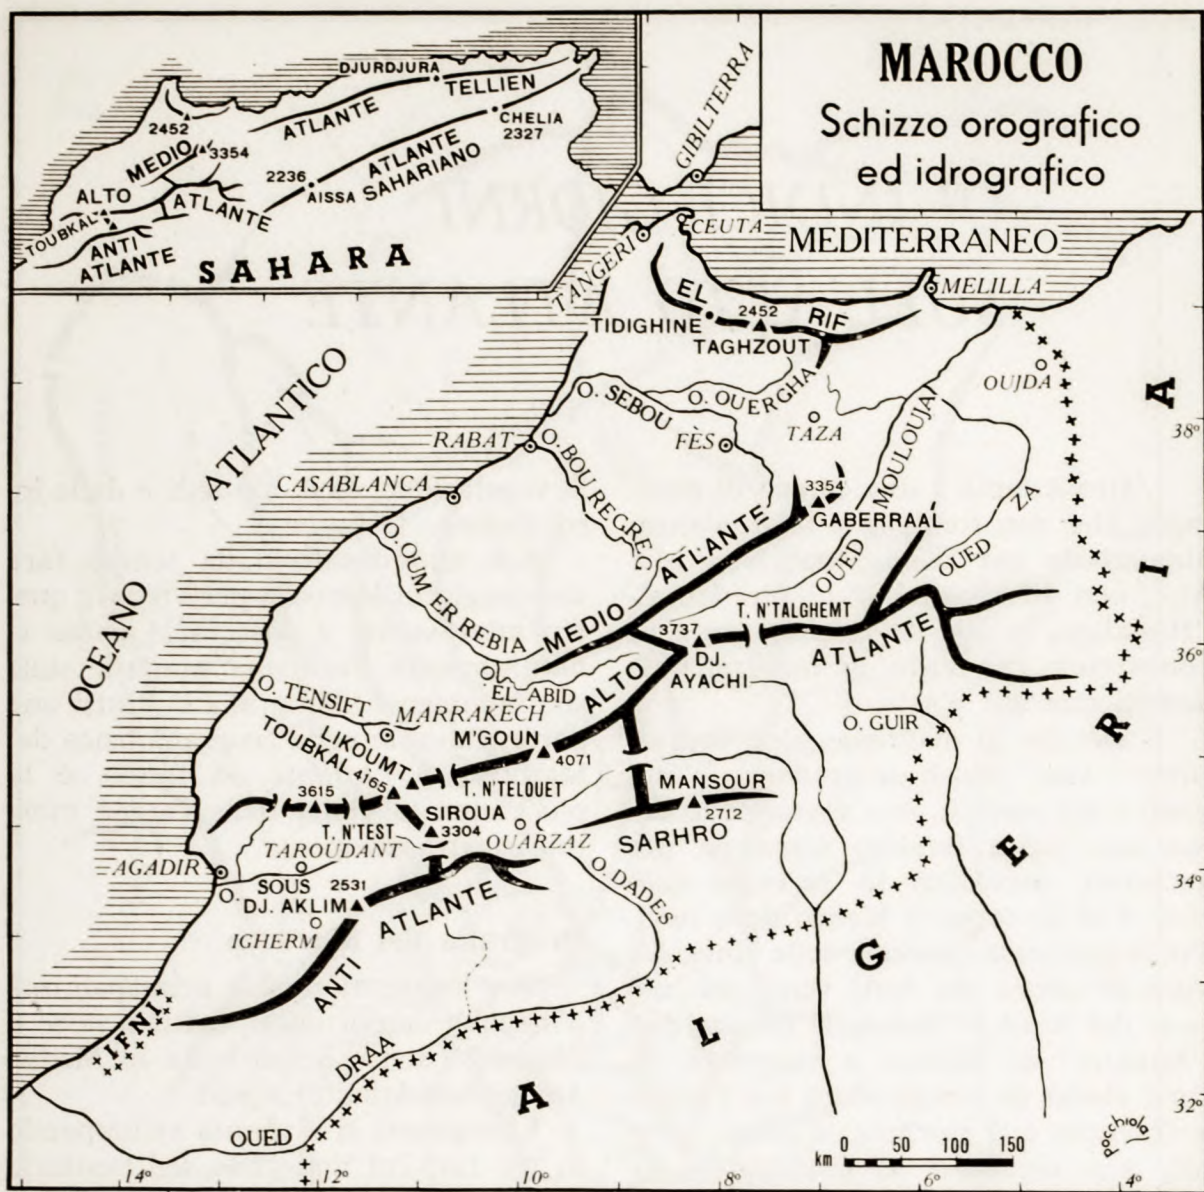 MAROCCO
Schizzo orografico
ed idrografico
DJURDJURA
TELLIEN
ATLANTE
CHELIA
2327
2452
MEDIO
3354
ATLANTE
SAHARIANO
2236
AISSA
ALTO
ATLANTE
TOUBKAL
ANTI
ATLANTE
SAHARA
GIBILTERRA
CEUTA
TANGERI
MEDITERRANEO
MELILLA
EL
RIF
2452
TIDIGHINE
TAGHZOUT
OUJDA
O. OUERGHA
O. SEBOU
TAZA
FÈS
RABAT
O. BOU REGREG
CASABLANCA
OCEANO
ATLANTICO
38°
3354
GABERRAAL
OUED
MOULOUJA
OUED
ZA
O. OUM ER REBIA
MEDIO
ATLANTE
T. N'TALGHEMT
3737
DJ.
AYACHI
ATLANTE
36°
EL ABID
ALTO
O. TENSIFT
MARRAKECH
O. GUIR
LIKOUMT
M'GOUN
4071
TOUBKAL 4165
T. N'TELOUET
MANSOUR
3615
SIROUA
2712
T. N'TEST
3304
OUARZAZ
SARHRO
TAROUDANT
AGADIR
O. DADES
34°
O.
SOUS
2531
DJ. AKLIM
ATLANTE
IGHERM
ANTI
IFNI
DRAA
OUED
ALGERIA
32°
km
0 50 100 150
pocchiola
14° 12° 10° 8° 6° 4°